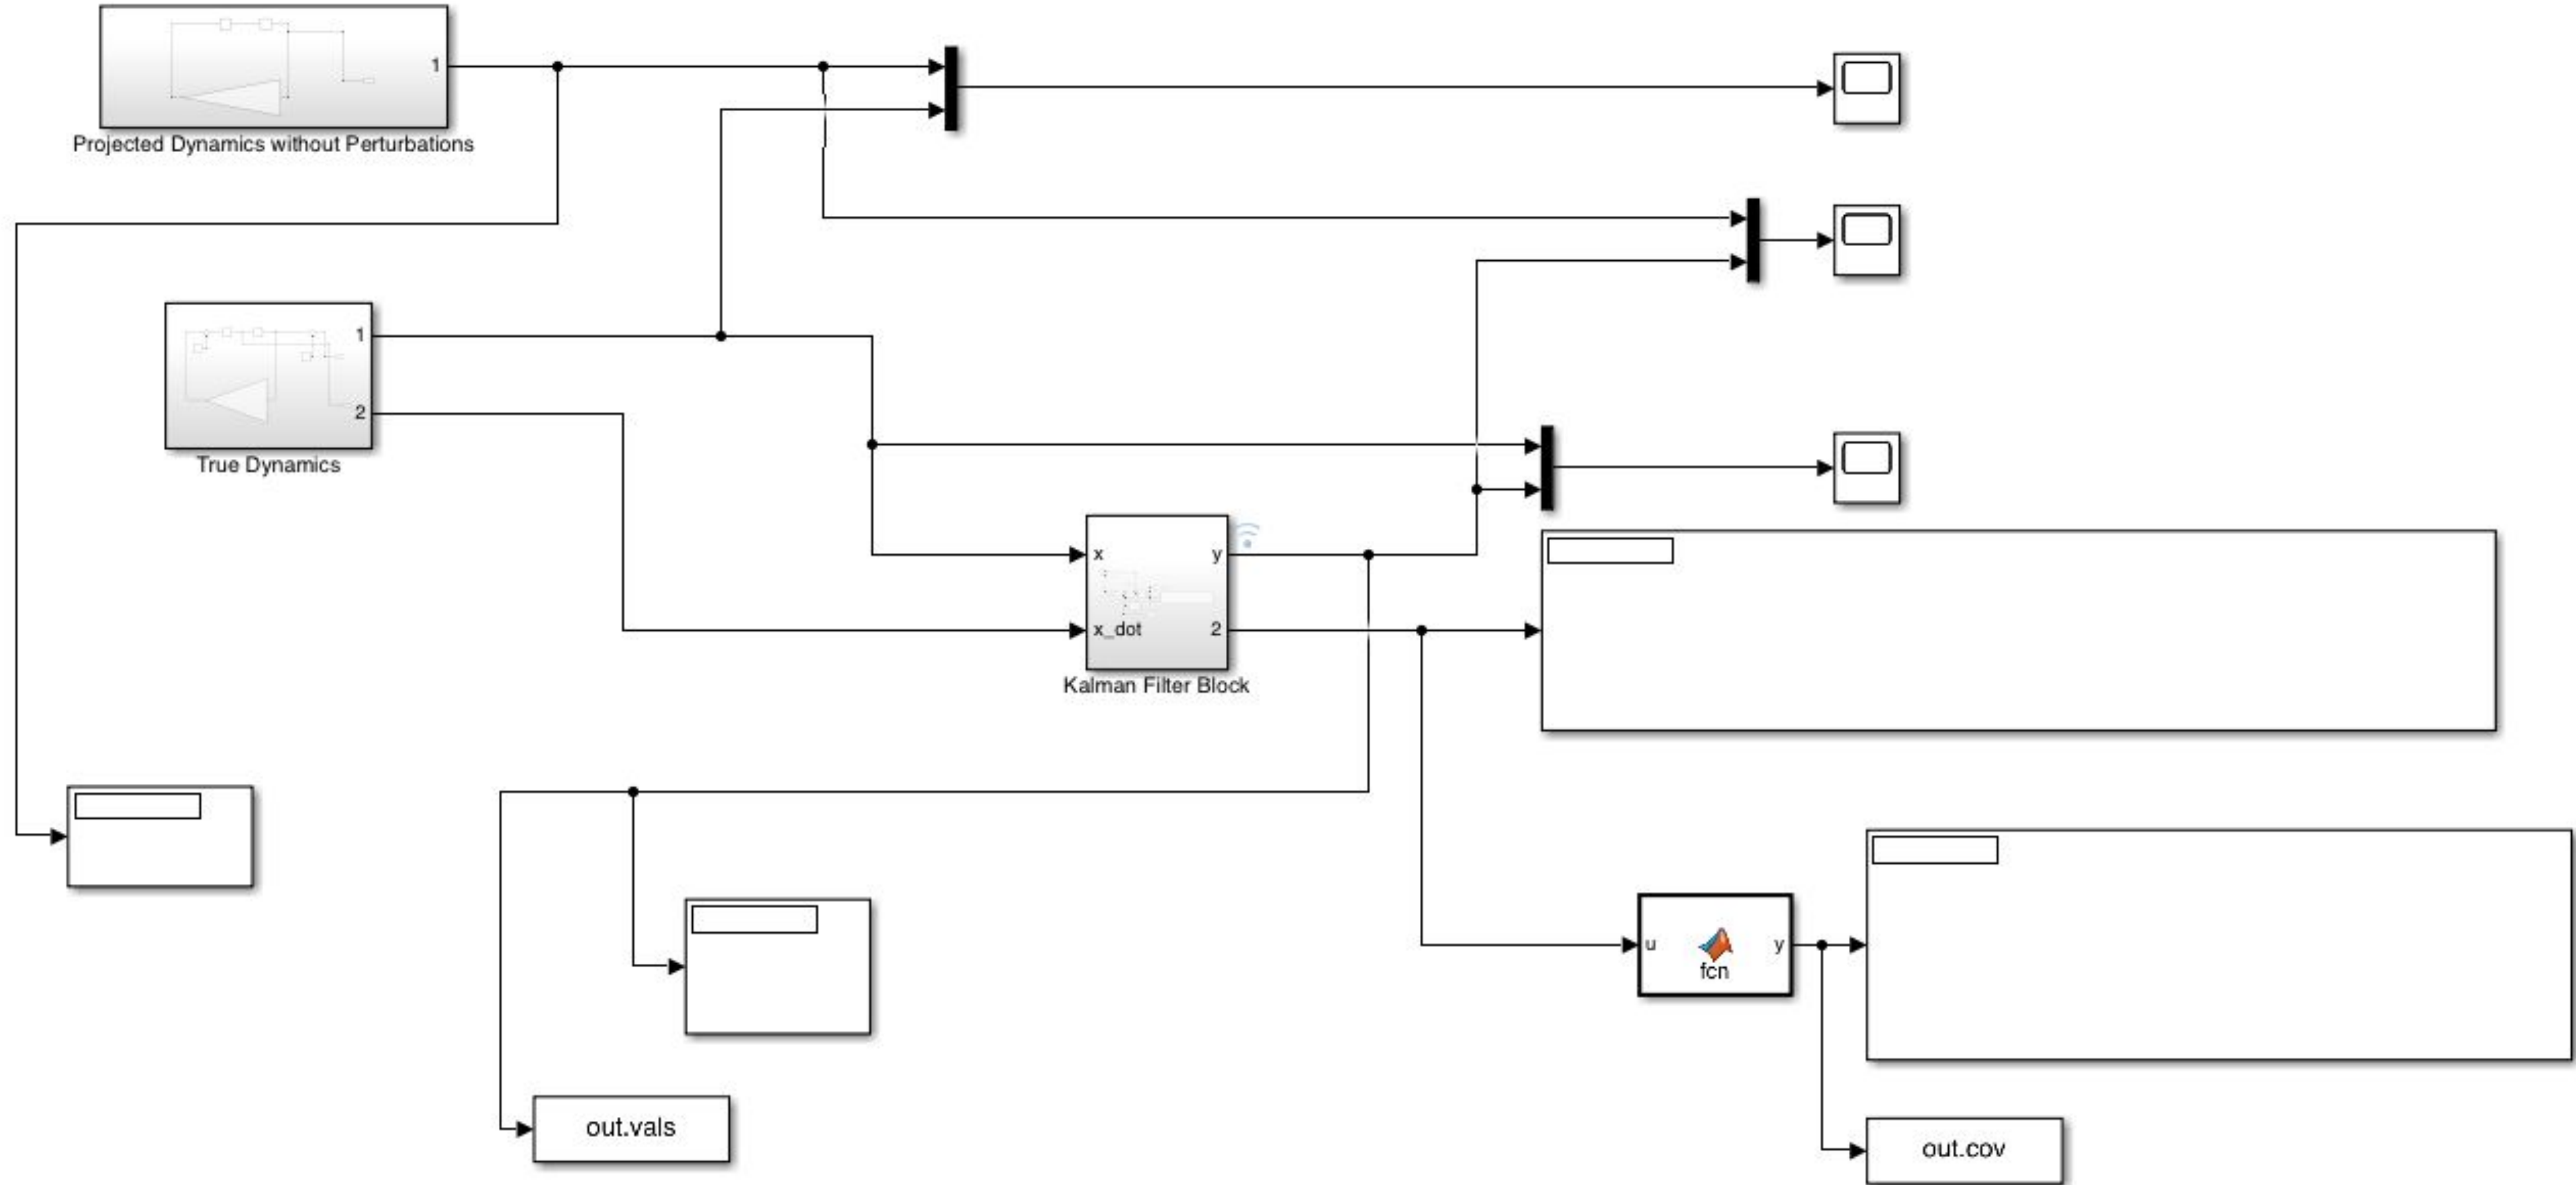 1
Projected Dynamics without Perturbations
1
2
True Dynamics
x
y
x_dot
2
Kalman Filter Block
u
y
fcn
out.vals
out.cov